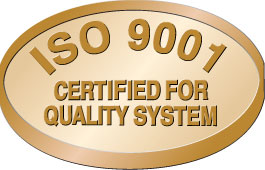 ISO 9001
CERTIFIED FOR
QUALITY SYSTEM